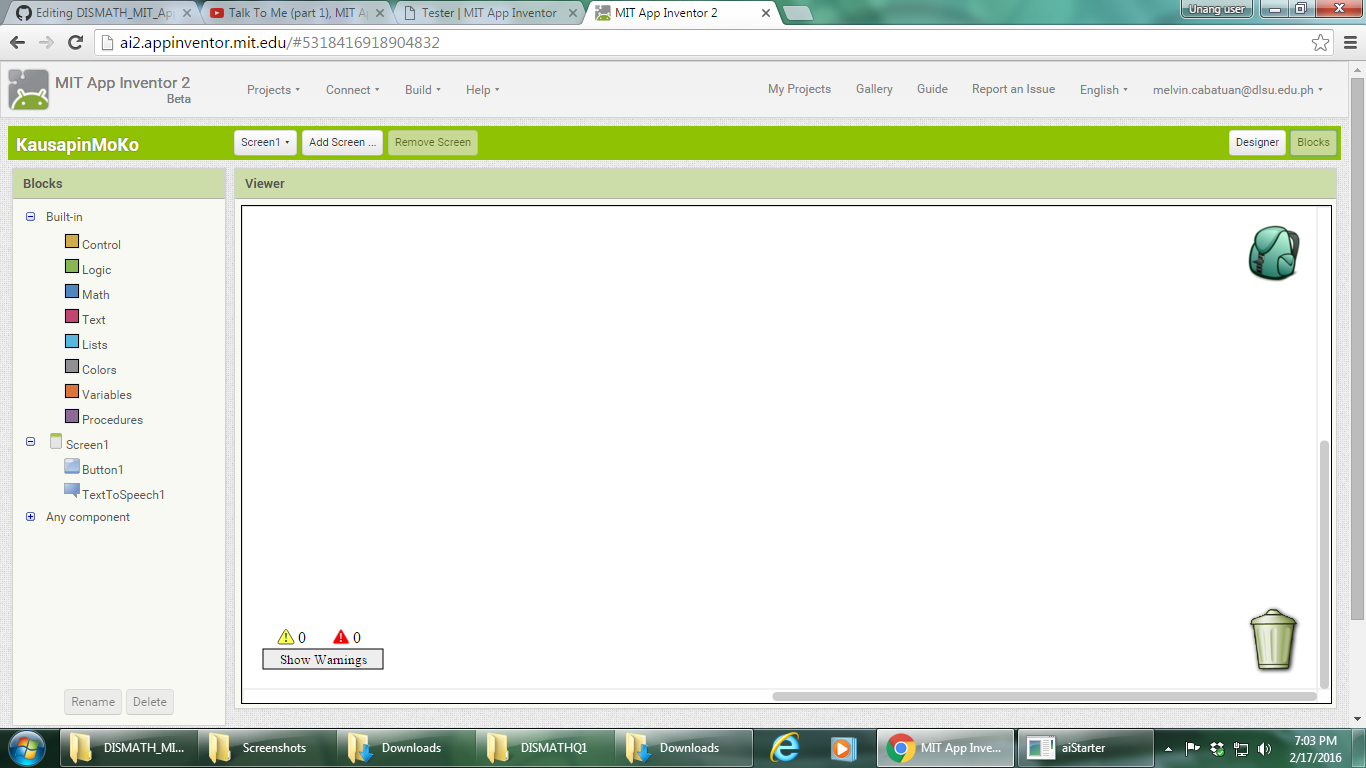 Editing DISMATH_MIT_Ap
Talk To Me (part 1), MIT A
Tester | MIT App Inventor
MIT App Inventor 2
Unang user
ai2.appinventor.mit.edu/#5318416918904832
MIT App Inventor 2
Beta
Projects
Connect
Build
Help
My Projects
Gallery
Guide
Report an Issue
English
melvin.cabatuan@dlsu.edu.ph
KausapinMoKo
Screen1
Add Screen ...
Remove Screen
Designer
Blocks
Blocks
Viewer
Built-in
Control
Logic
Math
Text
Lists
Colors
Variables
Procedures
Screen1
Button1
TextToSpeech1
Any component
0
0
Show Warnings
Rename
Delete
DISMATH_MI...
Screenshots
Downloads
DISMATHQ1
Downloads
MIT App Inve...
aiStarter
7:03 PM
2/17/2016